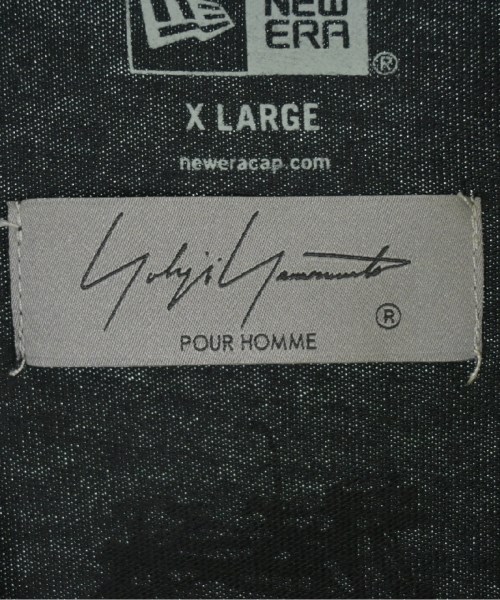 NEW
ERA
®
X LARGE
neweracap.com
Yohji Yamamoto
®
POUR HOMME